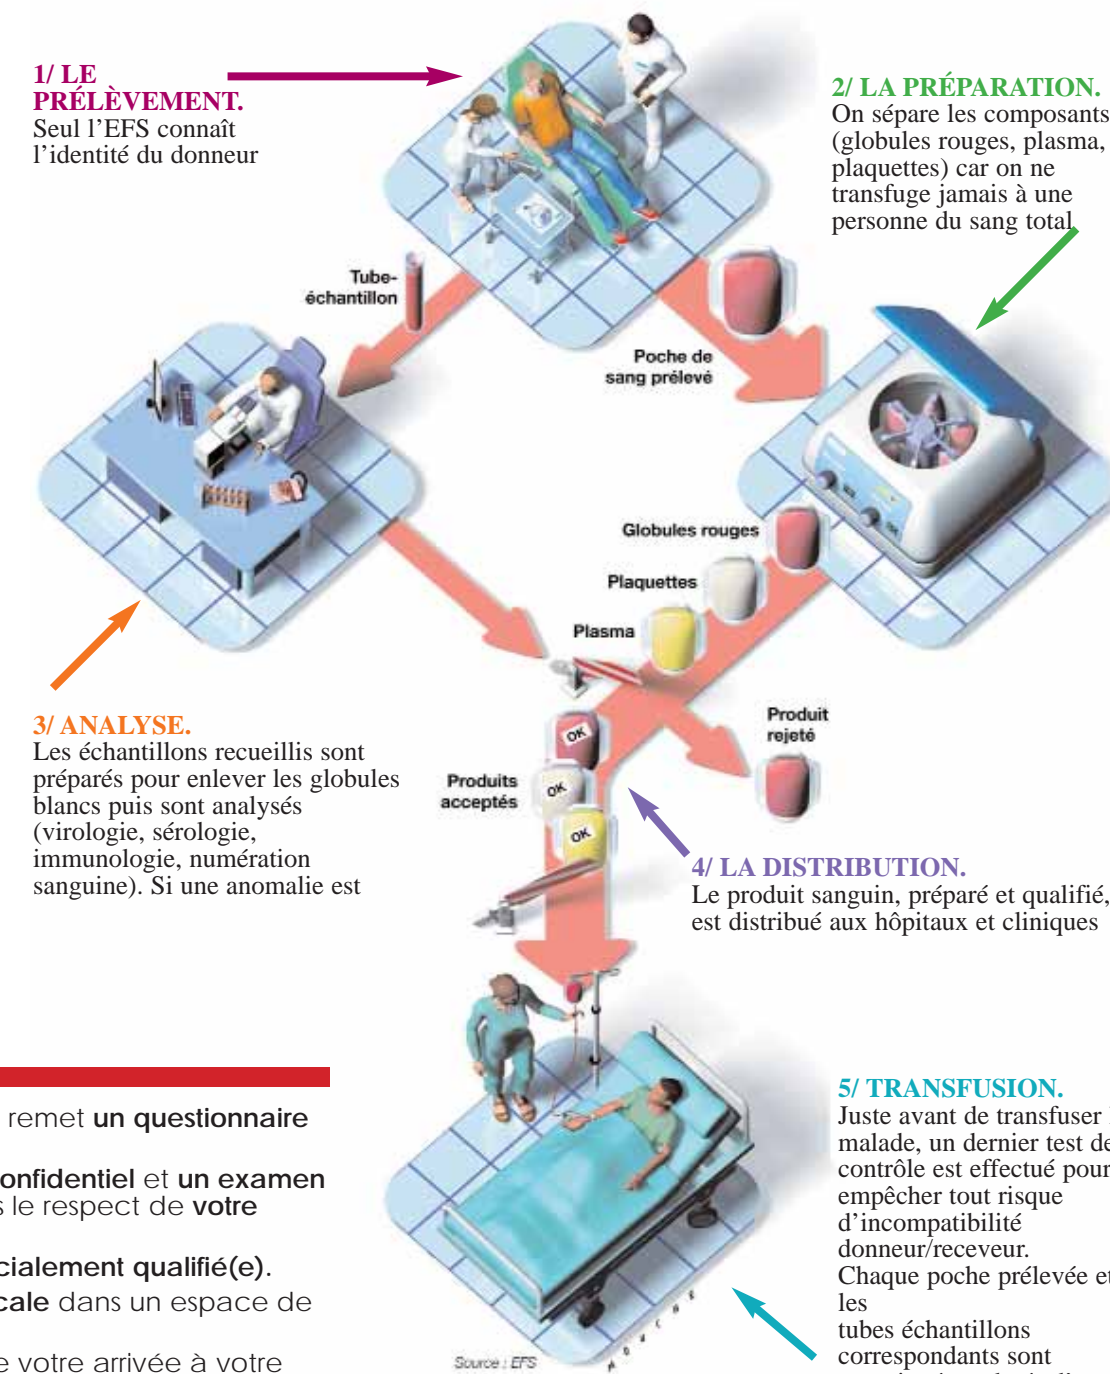 1/ LE
PRÉLÈVEMENT.
Seul l’EFS connaît
l’identité du donneur
2/ LA PRÉPARATION.
On sépare les composants
(globules rouges, plasma,
plaquettes) car on ne
transfuge jamais à une
personne du sang total
Tube-
échantillon
Poche de
sang prélevé
Globules rouges
Plaquettes
Plasma
3/ ANALYSE.
Les échantillons recueillis sont
préparés pour enlever les globules
blancs puis sont analysés
(virologie, sérologie,
immunologie, numération
sanguine). Si une anomalie est
Produit
rejeté
Produits
acceptés
OK
OK
OK
4/ LA DISTRIBUTION.
Le produit sanguin, préparé et qualifié,
est distribué aux hôpitaux et cliniques
remet un questionnaire
onfidentiel et un examen
s le respect de votre
cialement qualifié(e).
cale dans un espace de
e votre arrivée à votre
5/ TRANSFUSION.
Juste avant de transfuser
malade, un dernier test de
contrôle est effectué pour
empêcher tout risque
d’incompatibilité
donneur/receveur.
Chaque poche prélevée et
les
tubes échantillons
correspondants sont
Source : EFS